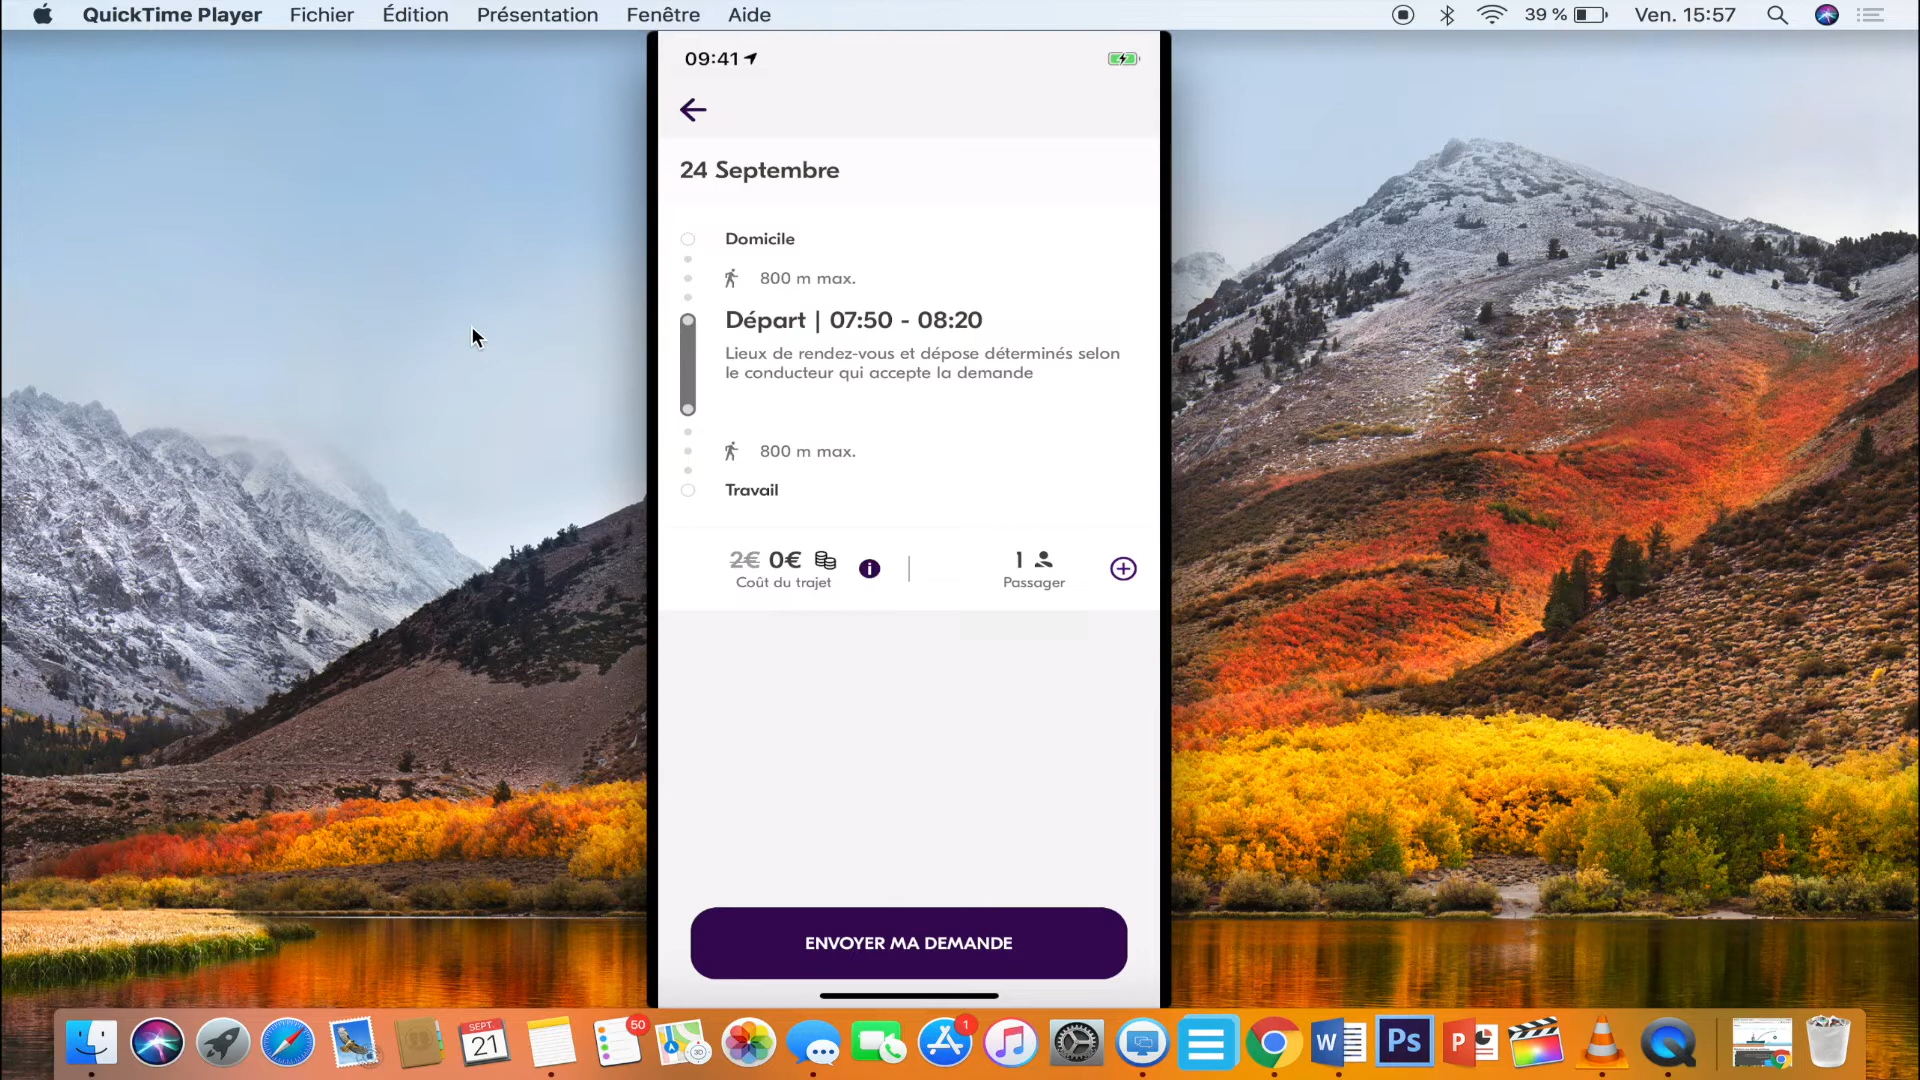 QuickTime Player Fichier Édition Présentation Fenêtre Aide 39 % Ven. 15:57
09:41
24 Septembre
Domicile
800 m max.
Départ | 07:50 - 08:20
Lieux de rendez-vous et dépose déterminés selon
le conducteur qui accepte la demande
800 m max.
Travail
2€ 0€ 1
Coût du trajet Passager
ENVOYER MA DEMANDE
SEPT.
21
50
1
30
W
Ps
P